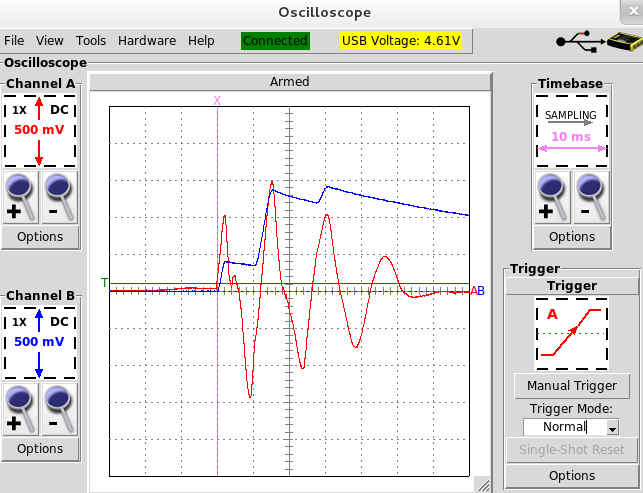 Oscilloscope
File View Tools Hardware Help Connected USB Voltage: 4.61V
Oscilloscope
Channel A
1X DC
500 mV
+ -
Options
Channel B
1X DC
500 mV
+ -
Options
Armed
X
T
AB
Timebase
SAMPLING
10 ms
+ -
Options
Trigger
Trigger
A
Manual Trigger
Trigger Mode:
Normal
Single-Shot Reset
Options